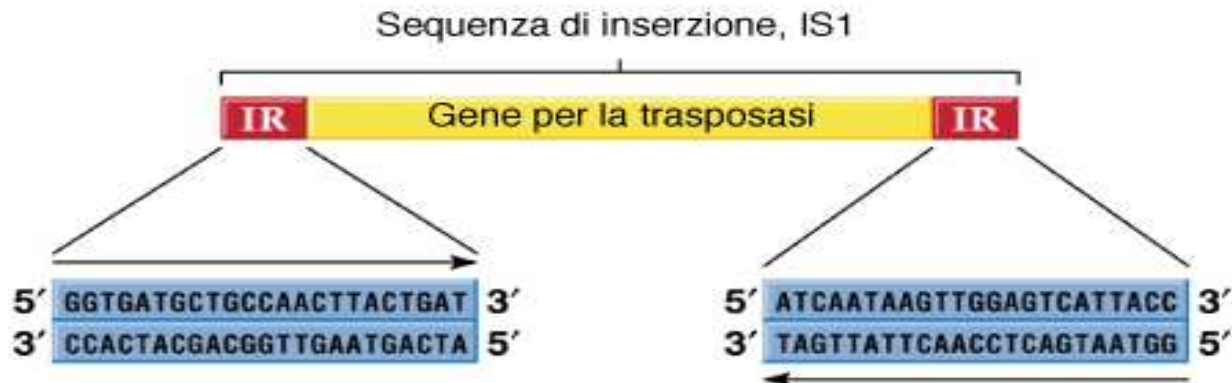 Sequenza di inserzione, IS1
IR Gene per la trasposasi IR
5′ GGTGATGCTGCCAACTTACTGAT 3′
3′ CCACTACGACGGTTGAATGACTA 5′
5′ ATCAATAAGTTGGAGTCATTACC 3′
3′ TAGTTATTCAACCTCAGTAATGG 5′